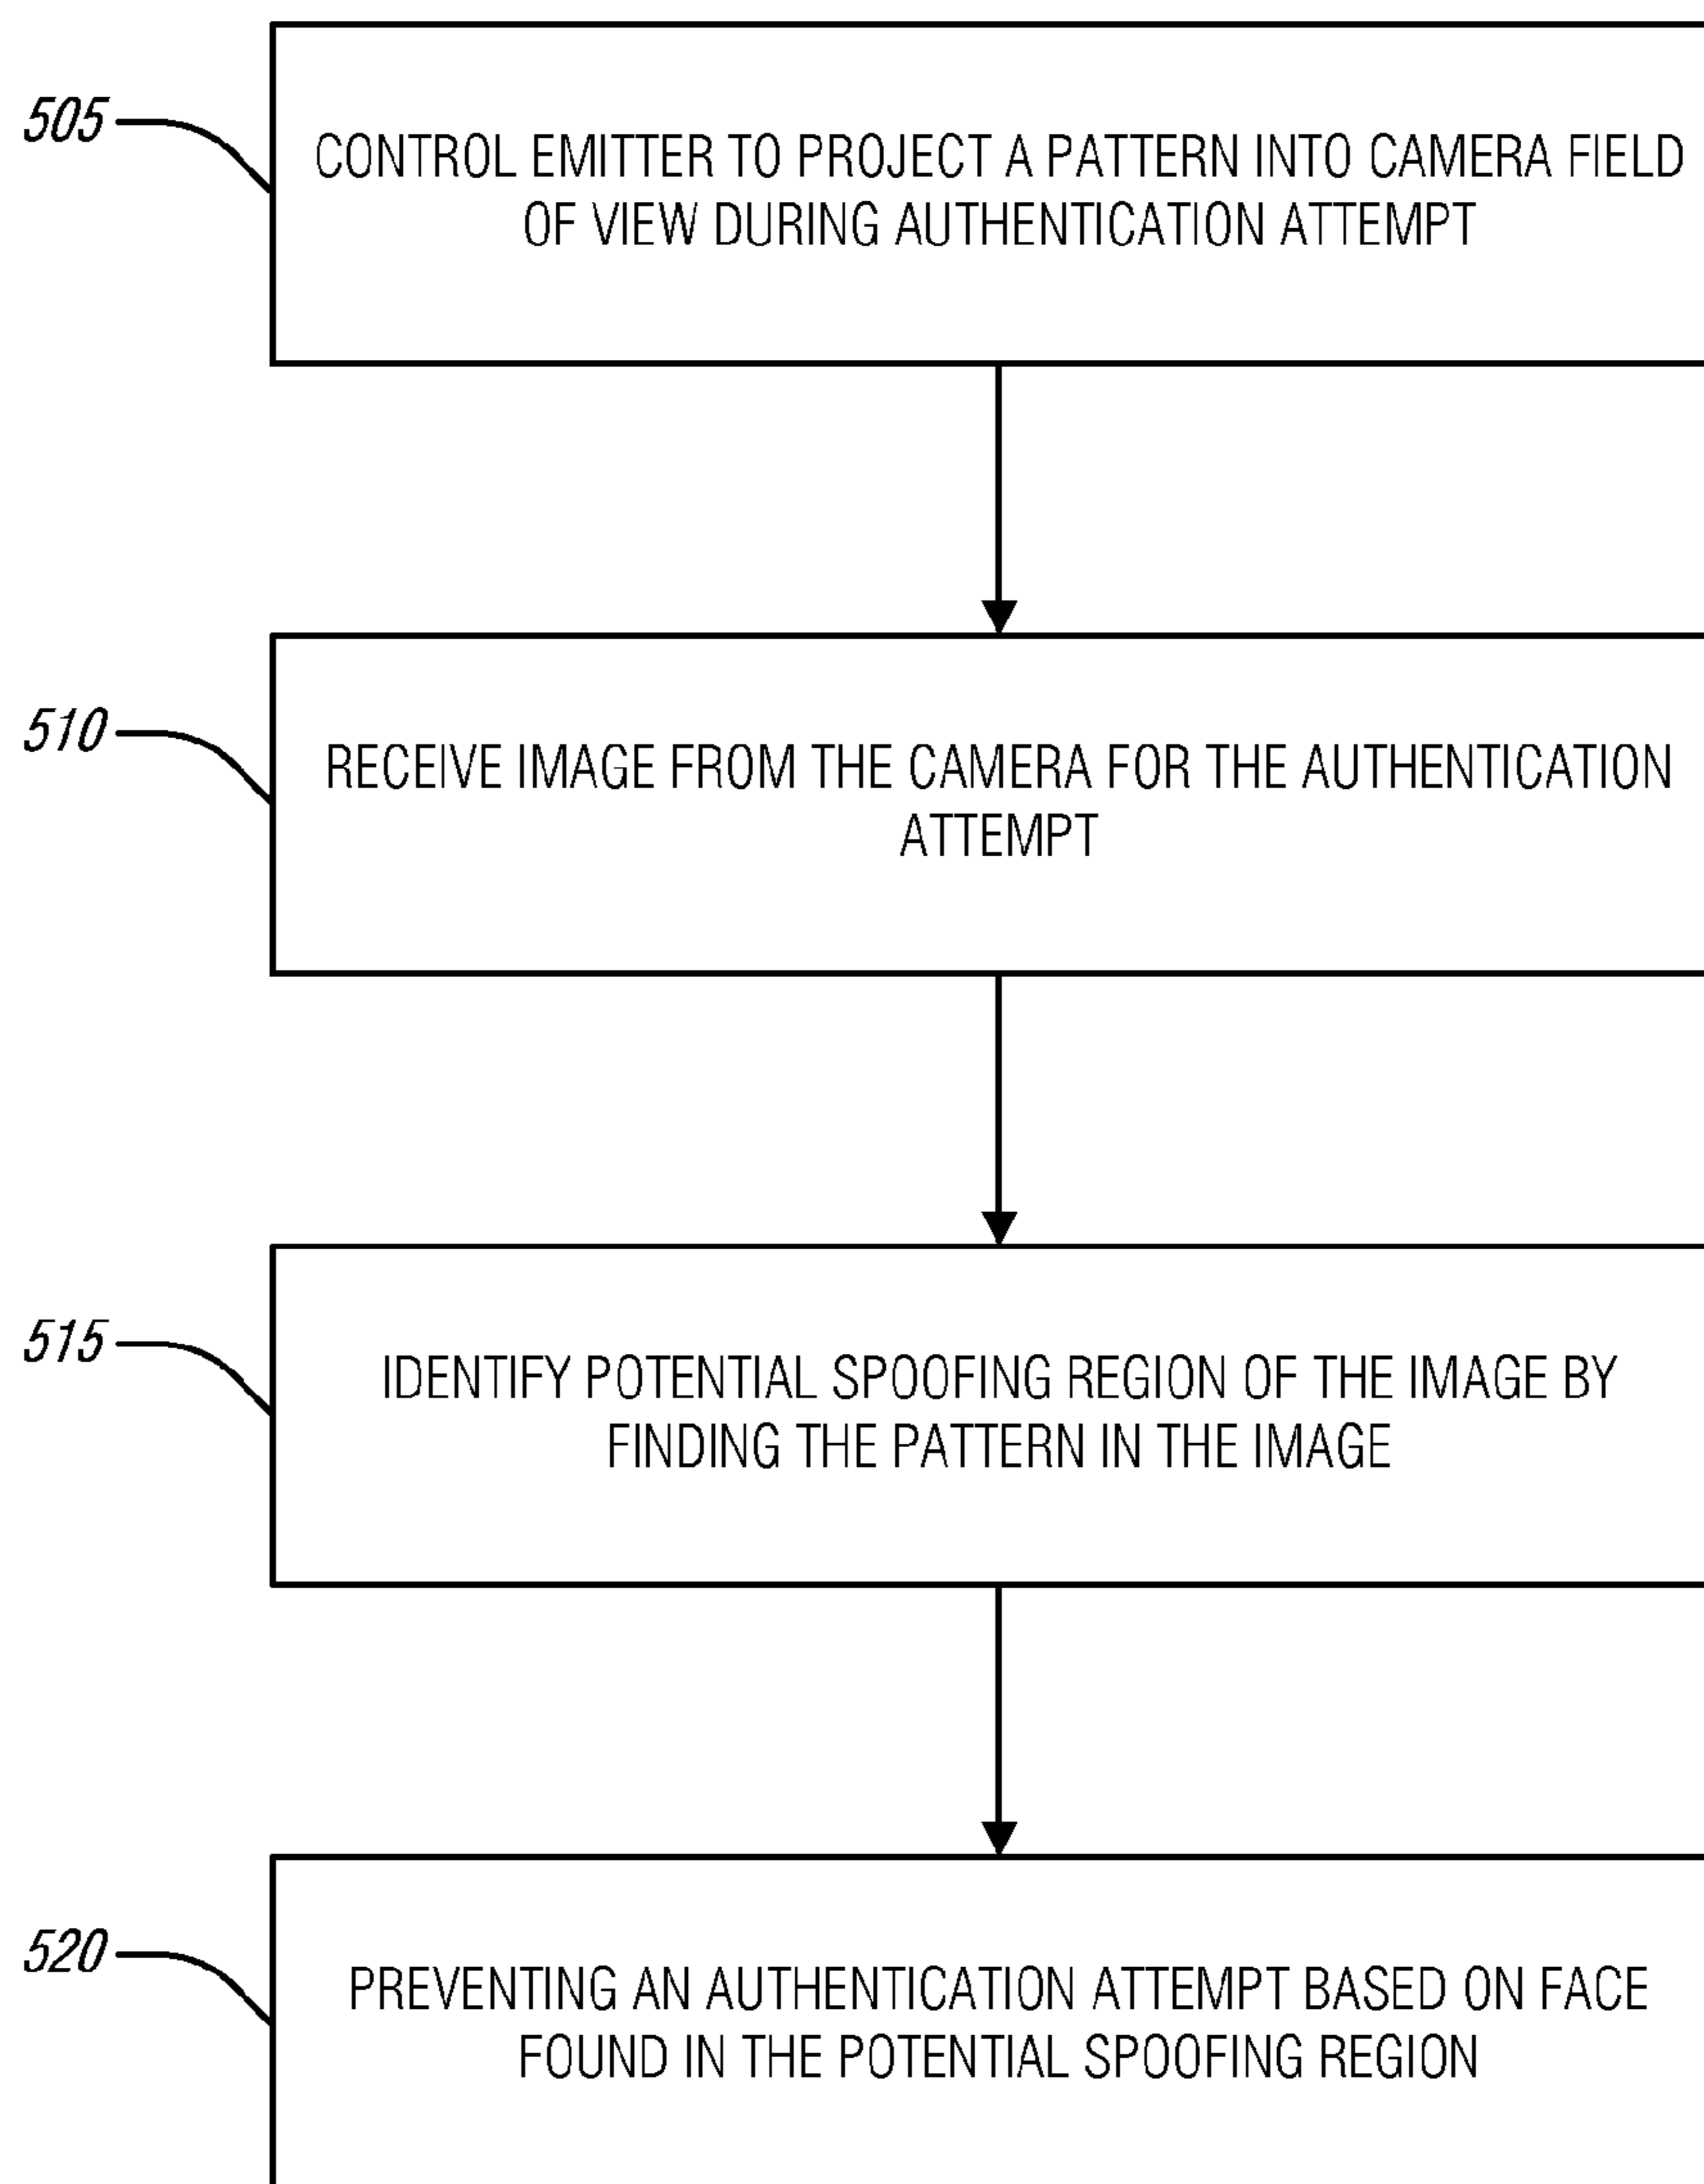 505
CONTROL EMITTER TO PROJECT A PATTERN INTO CAMERA FIELD
OF VIEW DURING AUTHENTICATION ATTEMPT
510
RECEIVE IMAGE FROM THE CAMERA FOR THE AUTHENTICATION
ATTEMPT
515
IDENTIFY POTENTIAL SPOOFING REGION OF THE IMAGE BY
FINDING THE PATTERN IN THE IMAGE
520
PREVENTING AN AUTHENTICATION ATTEMPT BASED ON FACE
FOUND IN THE POTENTIAL SPOOFING REGION